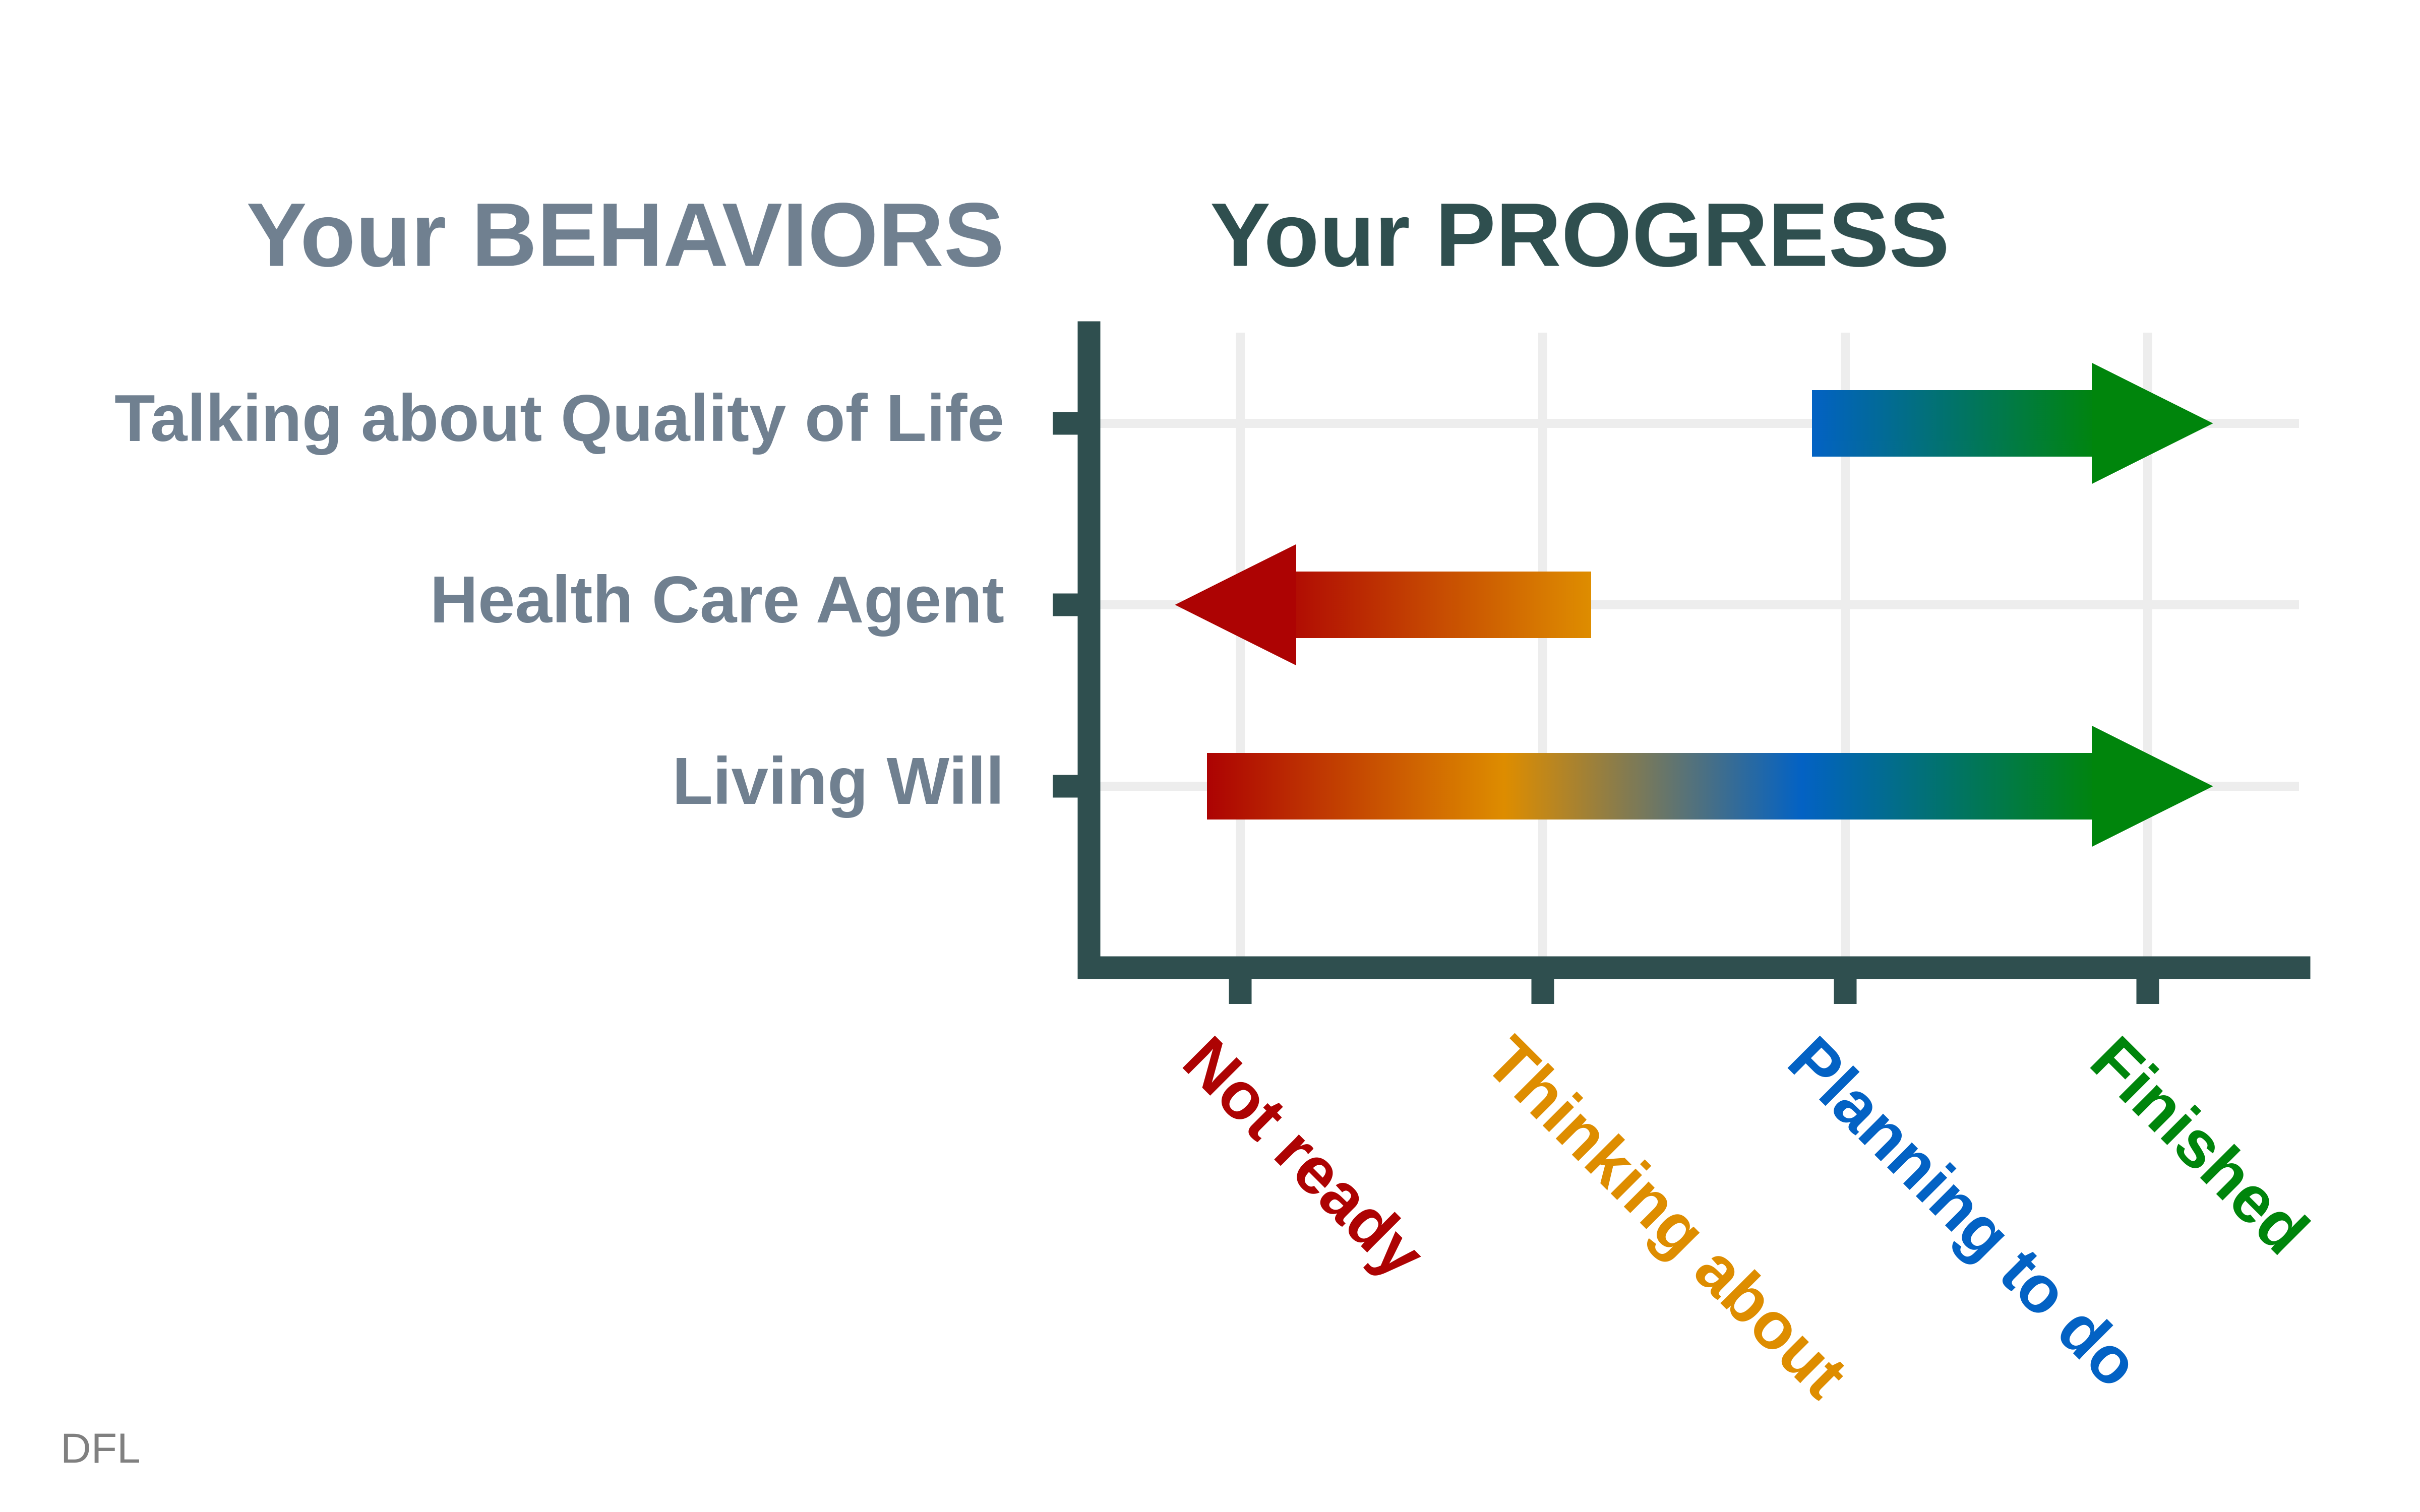 Your BEHAVIORS
Your PROGRESS
Talking about Quality of Life
Health Care Agent
Living Will
Not ready
Thinking about
Planning to do
Finished
DFL